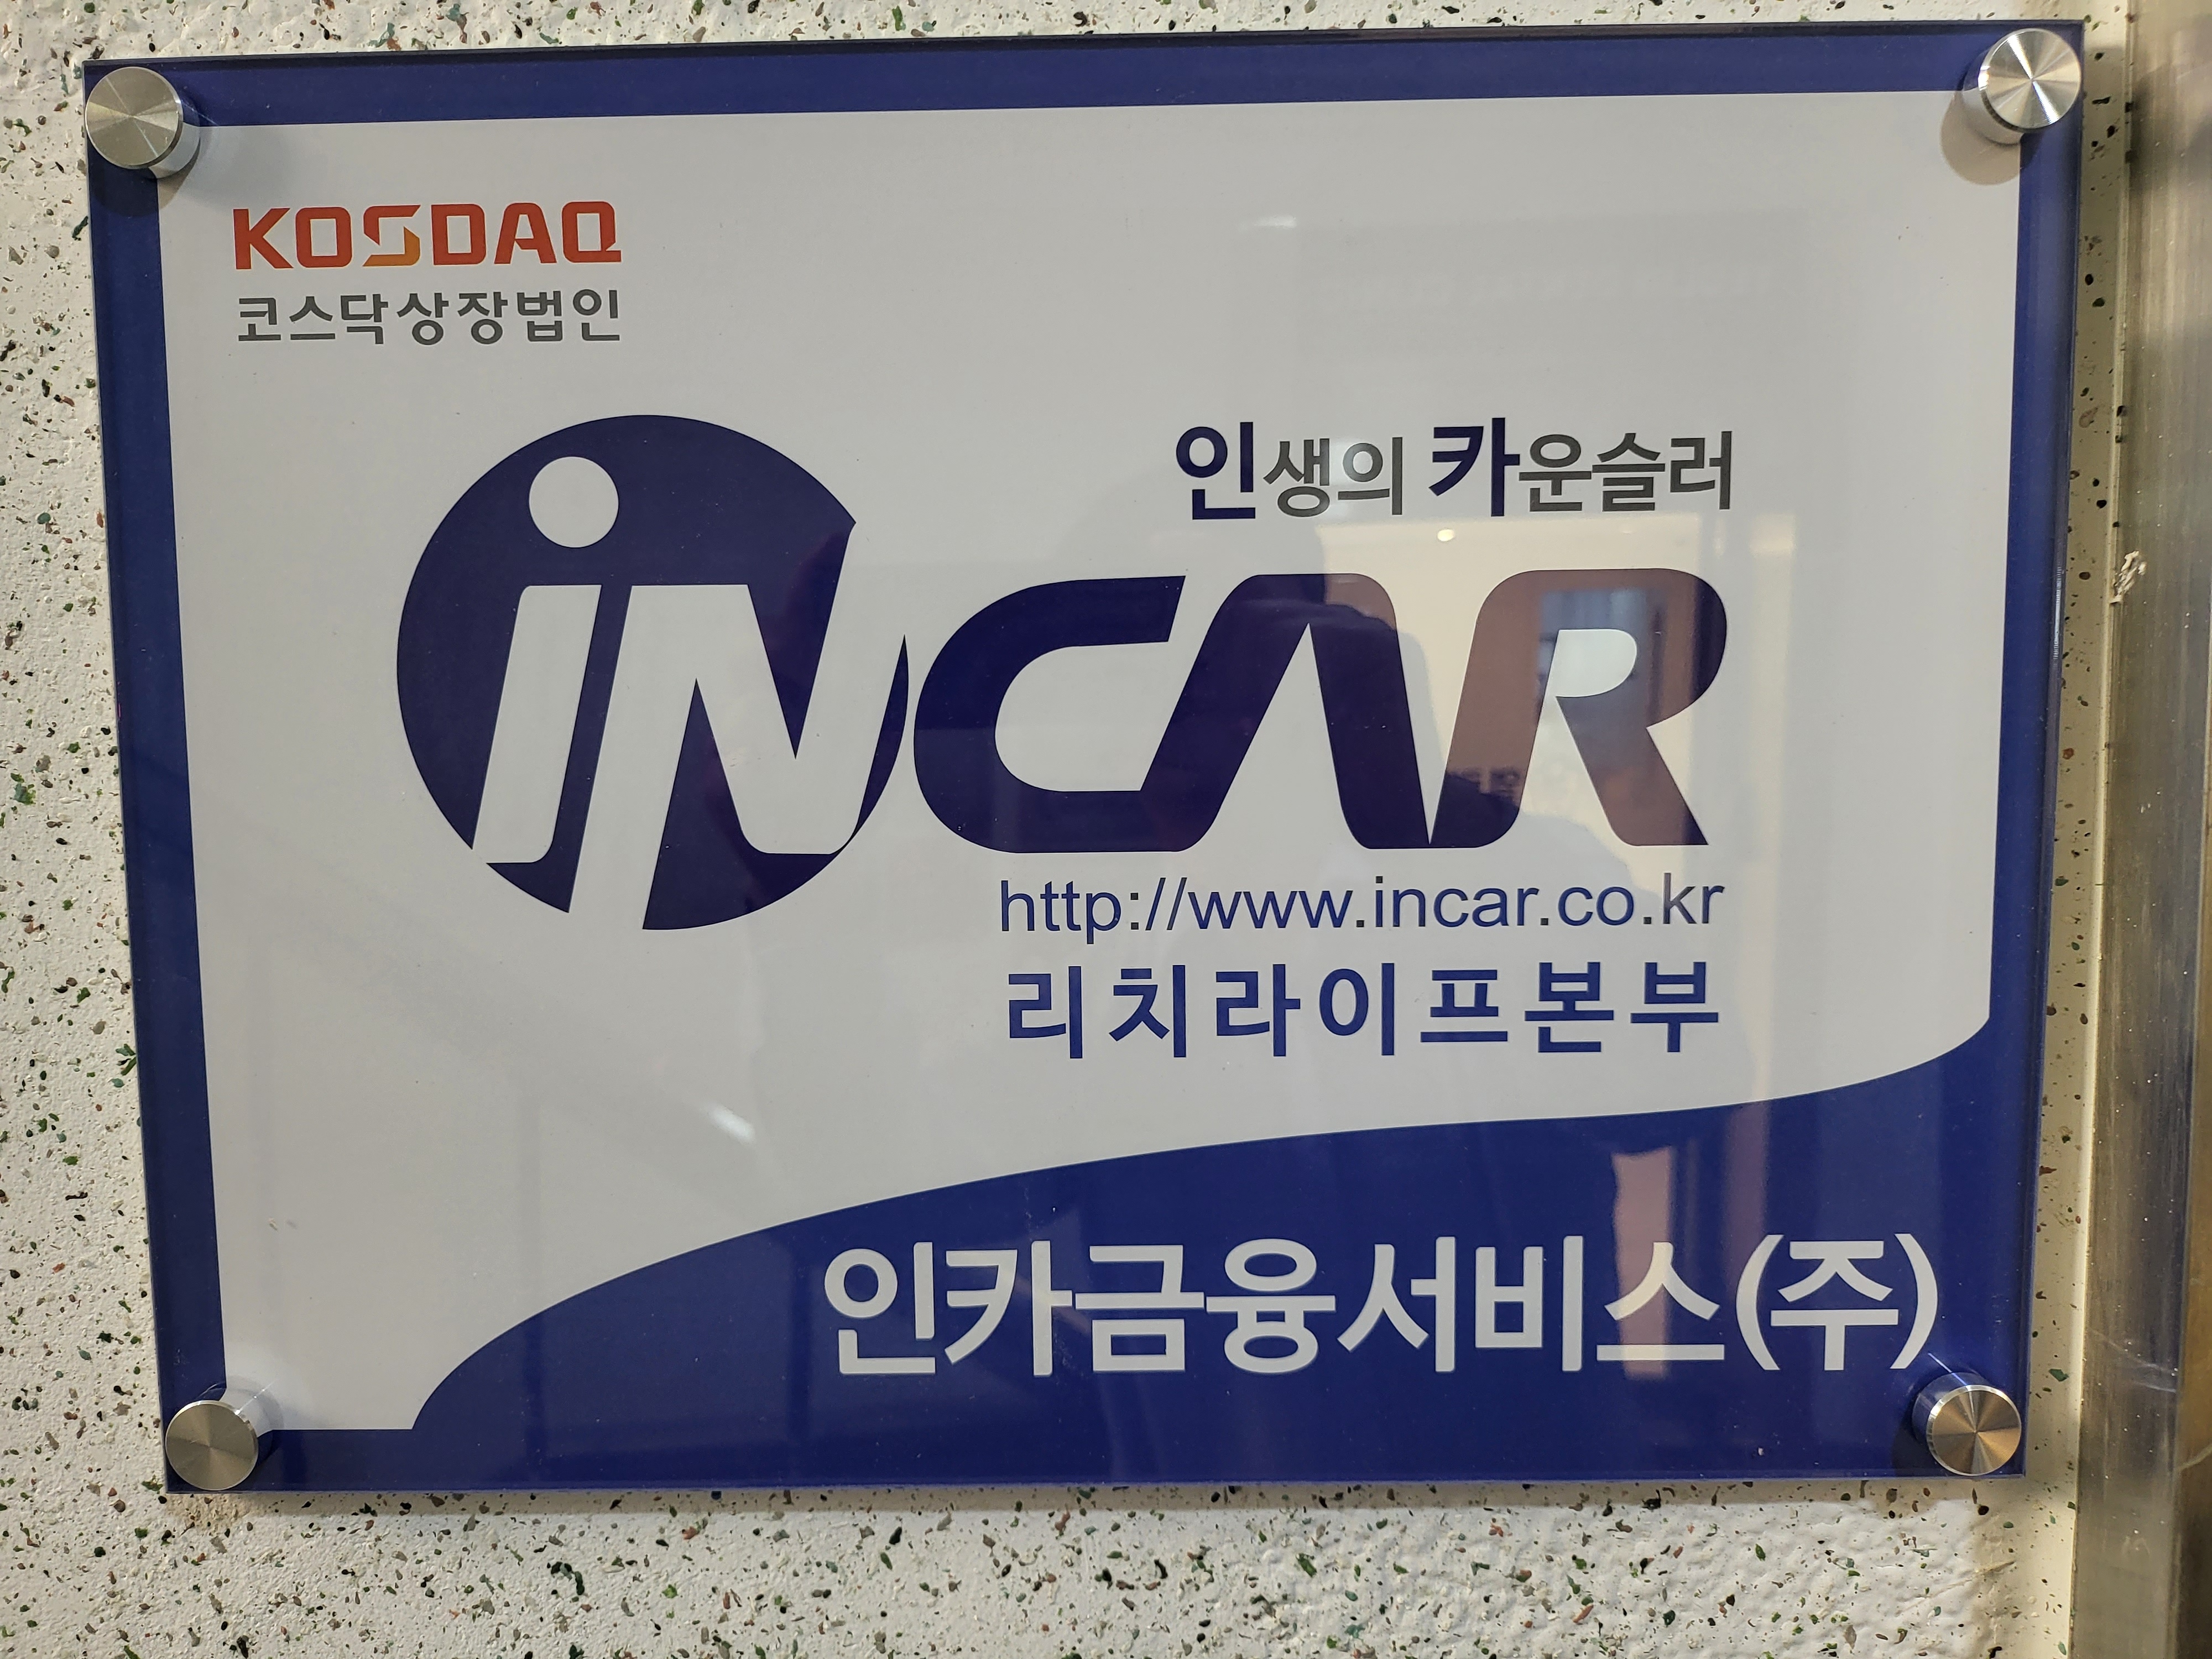 KOSDAQ
코스닥상장법인
인생의 카운슬러
iNCAR
http://www.incar.co.kr
리치라이프본부
인카금융서비스(주)